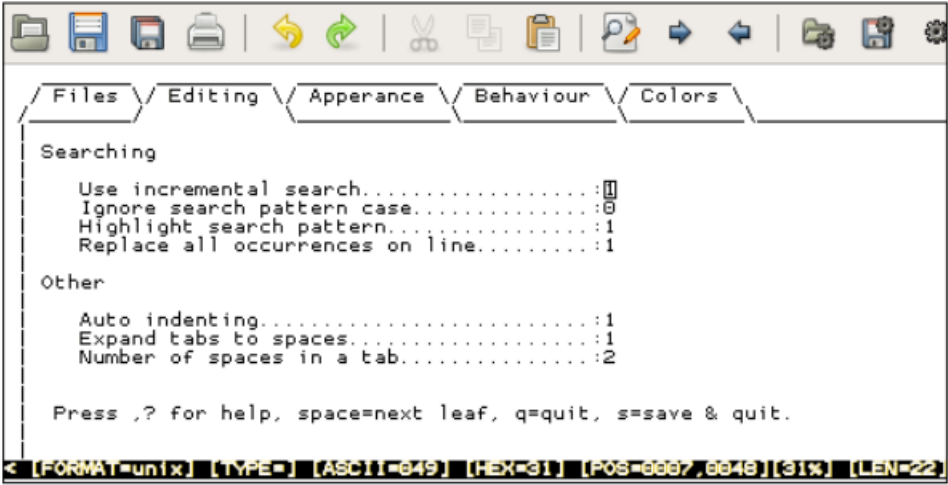 Files Editing Apperance Behaviour Colors
Searching
Use incremental search..................:1
Ignore search pattern case..............:0
Highlight search pattern................:1
Replace all occurrences on line.........:1
Other
Auto indenting..........................:1
Expand tabs to spaces...................:1
Number of spaces in a tab...............:2
Press ,? for help, space=next leaf, q=quit, s=save & quit.
< [FORMAT=unix] [TYPE=] [ASCII=049] [HEX=31] [POS=0007,0048][31%] [LEN=22]